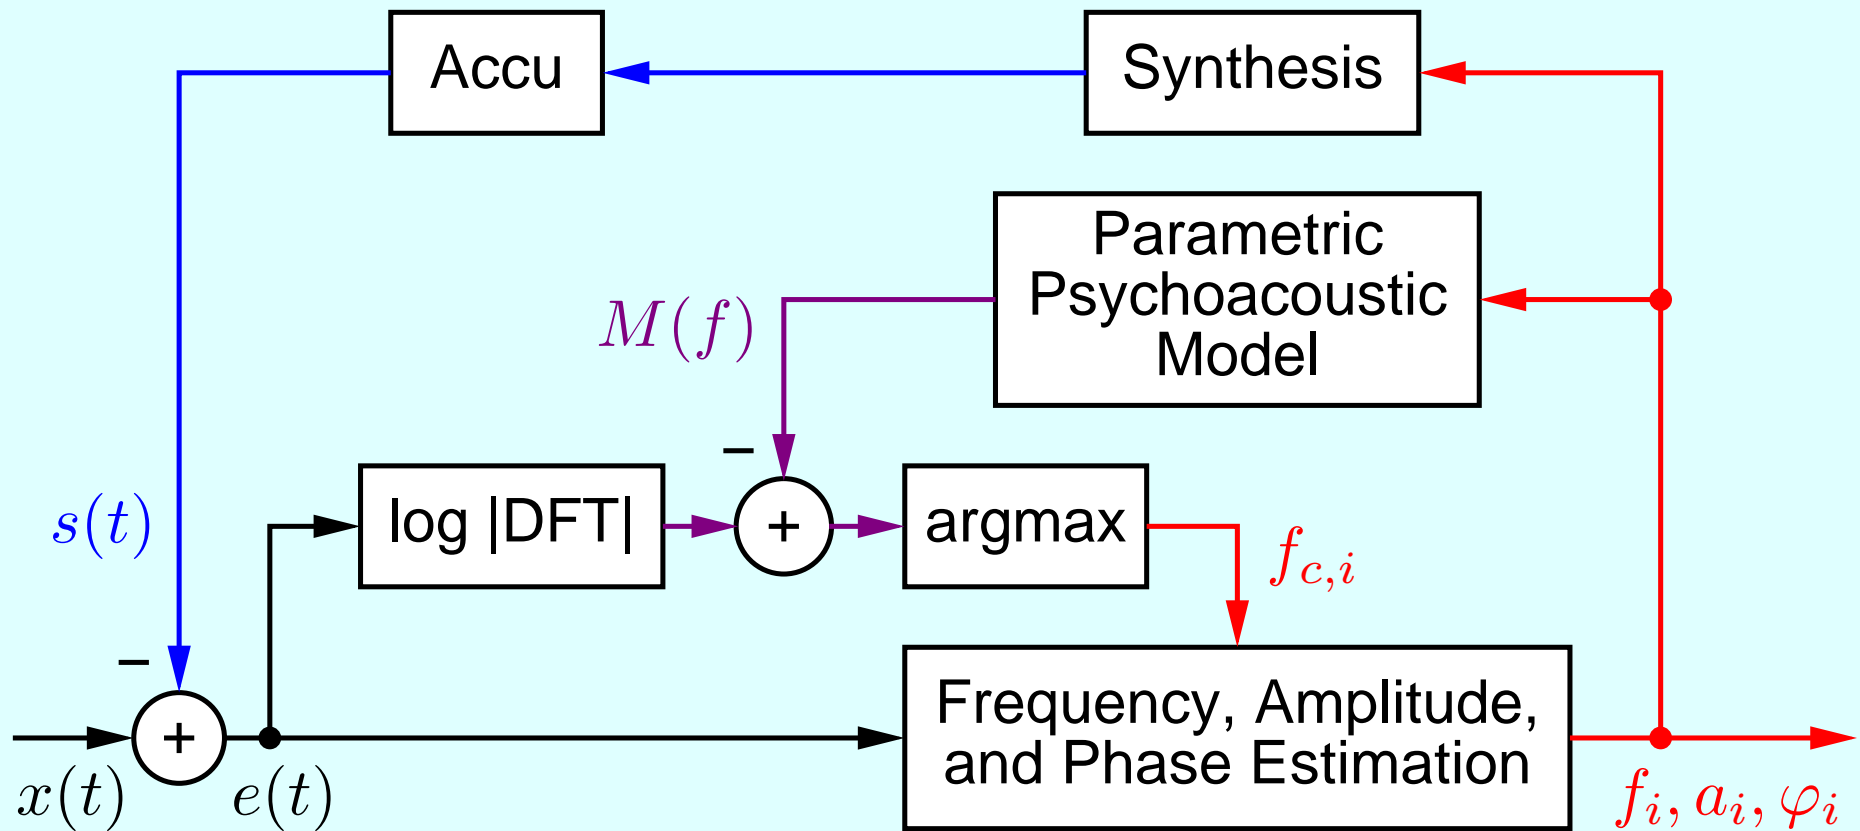 Accu
Synthesis
Parametric
Psychoacoustic
Model
M(f)
−
log |DFT|
+
argmax
s(t)
f_{c,i}
−
+
Frequency, Amplitude,
and Phase Estimation
x(t)
e(t)
f_i, a_i, φ_i